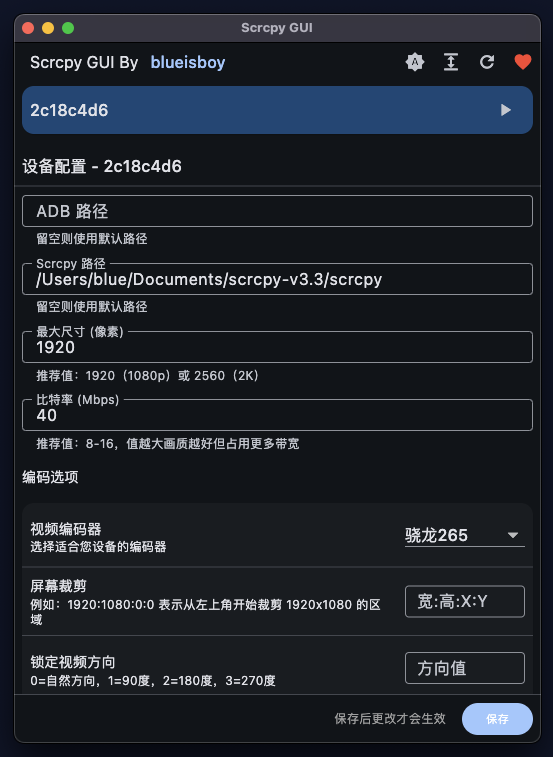 Scrcpy GUI
Scrcpy GUI By blueisboy
A
2c18c4d6
设备配置 - 2c18c4d6
ADB 路径
留空则使用默认路径
Scrcpy 路径
/Users/blue/Documents/scrcpy-v3.3/scrcpy
留空则使用默认路径
最大尺寸 (像素)
1920
推荐值：1920（1080p）或 2560（2K）
比特率 (Mbps)
40
推荐值：8-16，值越大画质越好但占用更多带宽
编码选项
视频编码器
选择适合您设备的编码器
骁龙265
屏幕裁剪
例如：1920:1080:0:0 表示从左上角开始裁剪 1920x1080 的区
域
宽:高:X:Y
锁定视频方向
0=自然方向，1=90度，2=180度，3=270度
方向值
保存后更改才会生效
保存